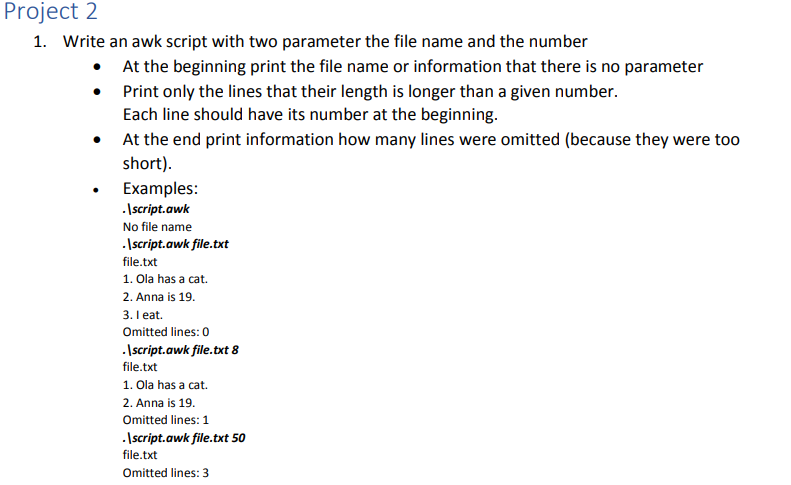 Project 2
1. Write an awk script with two parameter the file name and the number
• At the beginning print the file name or information that there is no parameter
• Print only the lines that their length is longer than a given number.
Each line should have its number at the beginning.
• At the end print information how many lines were omitted (because they were too
short).
• Examples:
.\script.awk
No file name
.\script.awk file.txt
file.txt
1. Ola has a cat.
2. Anna is 19.
3. I eat.
Omitted lines: 0
.\script.awk file.txt 8
file.txt
1. Ola has a cat.
2. Anna is 19.
Omitted lines: 1
.\script.awk file.txt 50
file.txt
Omitted lines: 3